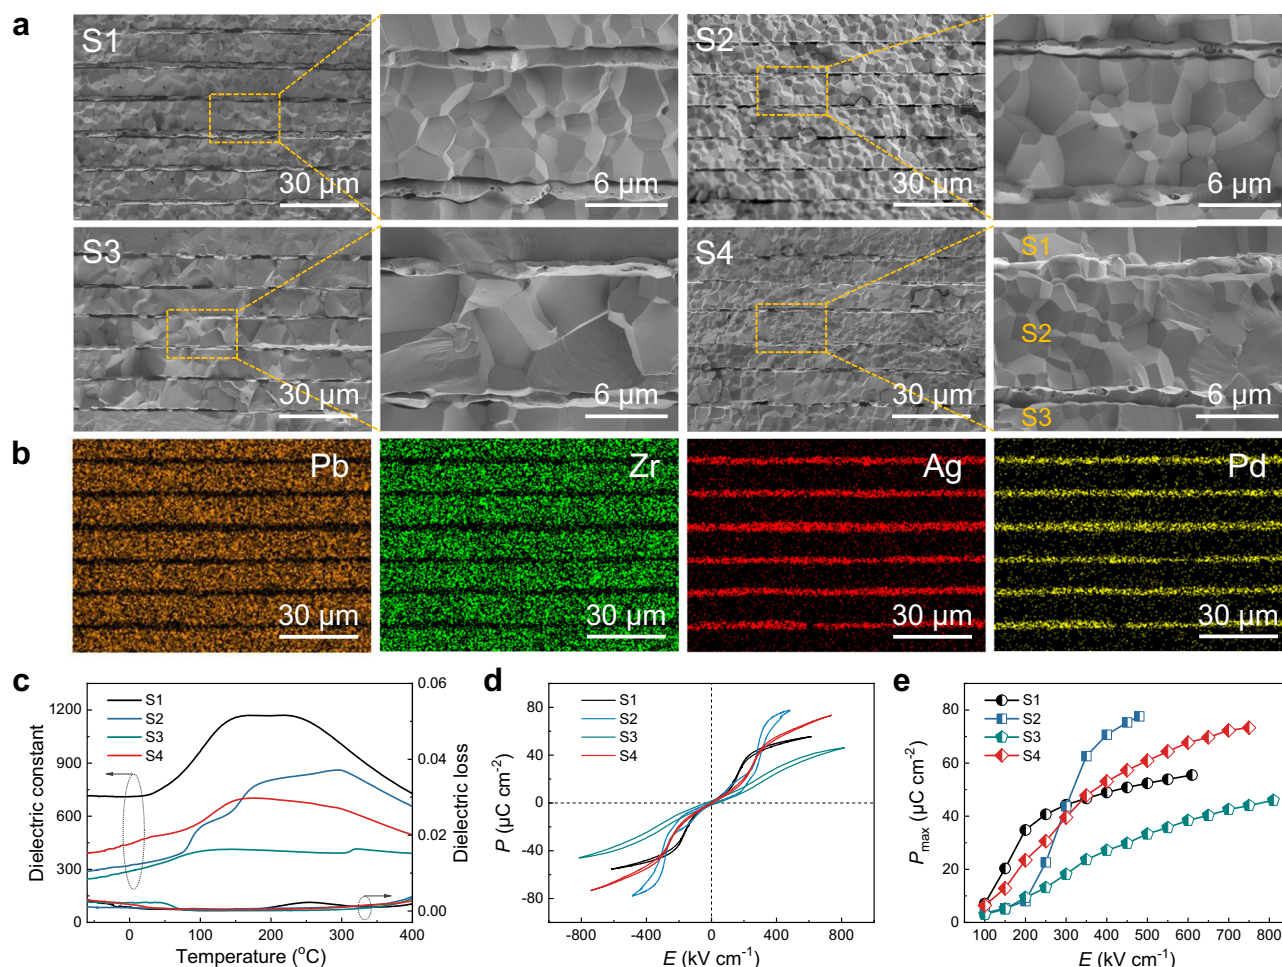 a
S1
30 µm
6 µm
S2
30 µm
6 µm
S3
30 µm
6 µm
S4
30 µm
S1
S2
S3
6 µm
b
Pb
30 µm
Zr
30 µm
Ag
30 µm
Pd
30 µm
c
S1
S2
S3
S4
Dielectric constant
1200
900
600
300
0
0.06
0.04
0.02
0.00
Dielectric loss
0 100 200 300 400
Temperature (°C)
d
S1
S2
S3
S4
P (µC cm⁻²)
80
40
0
-40
-80
-800 -400 0 400 800
E (kV cm⁻¹)
e
S1
S2
S3
S4
Pmax (µC cm⁻²)
80
60
40
20
0
100 200 300 400 500 600 700 800
E (kV cm⁻¹)